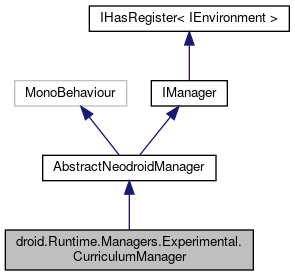 IHasRegister< IEnvironment >
MonoBehaviour
IManager
AbstractNeodroidManager
droid.Runtime.Managers.Experimental.
CurriculumManager